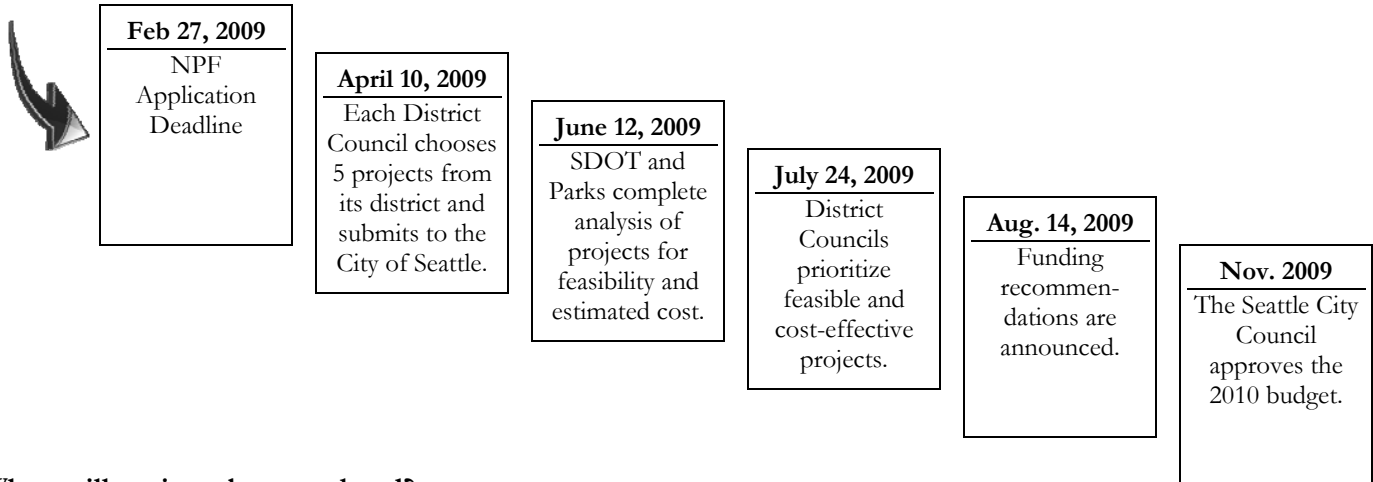 Feb 27, 2009
NPF
Application
Deadline
April 10, 2009
Each District
Council chooses
5 projects from
its district and
submits to the
City of Seattle.
June 12, 2009
SDOT and
Parks complete
analysis of
projects for
feasibility and
estimated cost.
July 24, 2009
District
Councils
prioritize
feasible and
cost-effective
projects.
Aug. 14, 2009
Funding
recommen-
dations are
announced.
Nov. 2009
The Seattle City
Council
approves the
2010 budget.